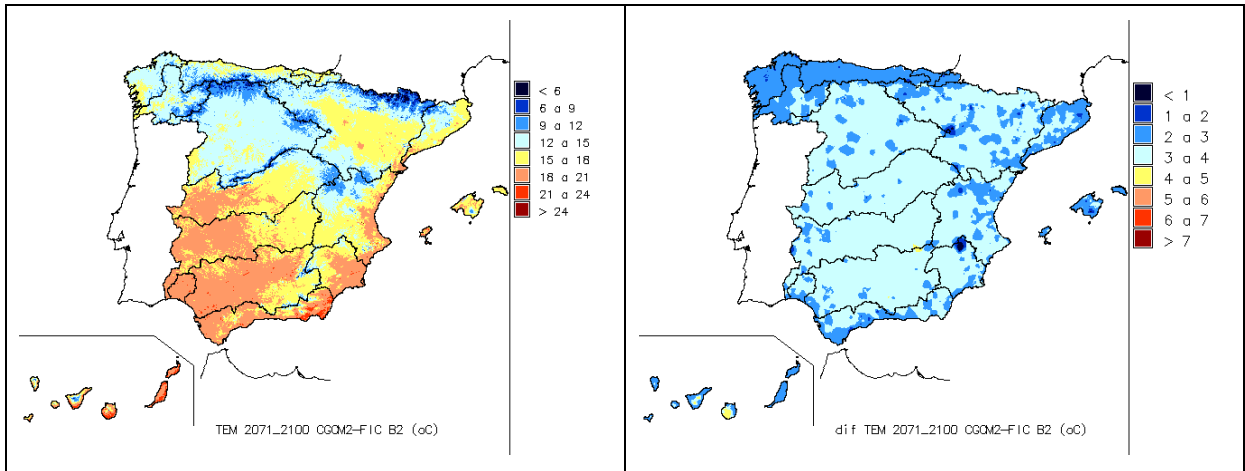 < 6
6 a 9
9 a 12
12 a 15
15 a 18
18 a 21
21 a 24
> 24
TEM 2071_2100 CGCM2-FIC B2 (oC)
< 1
1 a 2
2 a 3
3 a 4
4 a 5
5 a 6
6 a 7
> 7
dif TEM 2071_2100 CGCM2-FIC B2 (oC)